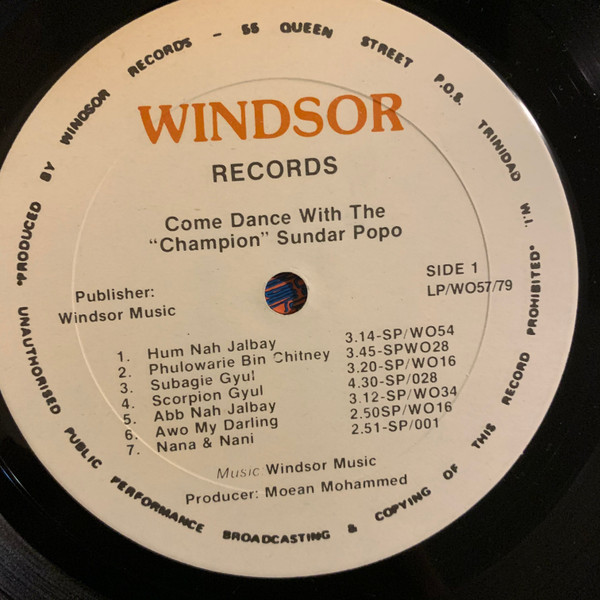 "PRODUCED BY WINDSOR RECORDS - 55 QUEEN STREET P.O.S. TRINIDAD W.I.
WINDSOR
RECORDS
Come Dance With The
"Champion" Sundar Popo
SIDE 1
LP/WO57/79
Publisher:
Windsor Music
1. Hum Nah Jalbay 3.14-SP/WO54
2. Phulowarie Bin Chitney 3.45-SPWO28
3. Subagie Gyul 3.20-SP/WO16
4. Scorpion Gyul 4.30-SP/028
5. Abb Nah Jalbay 3.12-SP/WO34
6. Awo My Darling 2.50SP/WO16
7. Nana & Nani 2.51-SP/001
Music: Windsor Music
Producer: Moean Mohammed
UNAUTHORISED PUBLIC PERFORMANCE BROADCASTING & COPYING OF THIS RECORD PROHIBITED"